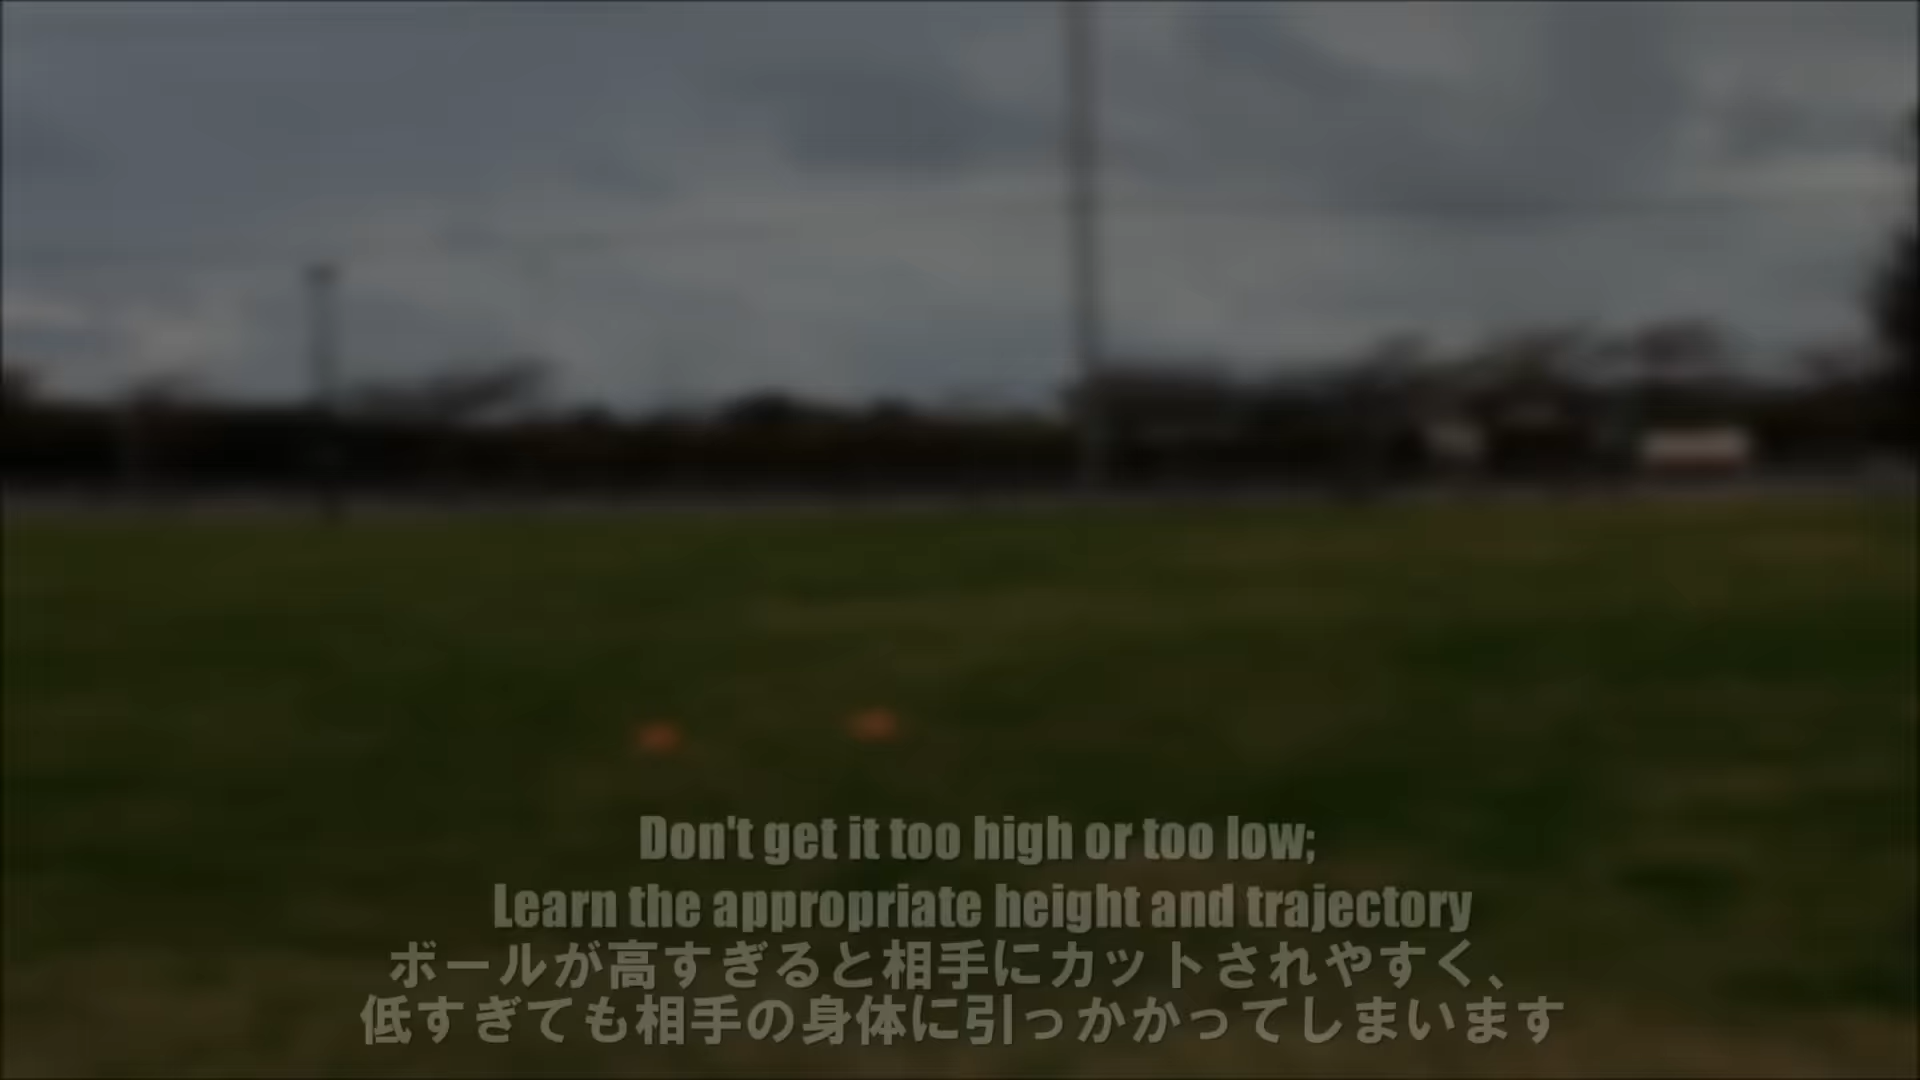 Don't get it too high or too low;
Learn the appropriate height and trajectory
ボールが高すぎると相手にカットされやすく、
低すぎても相手の身体に引っかかってしまいます